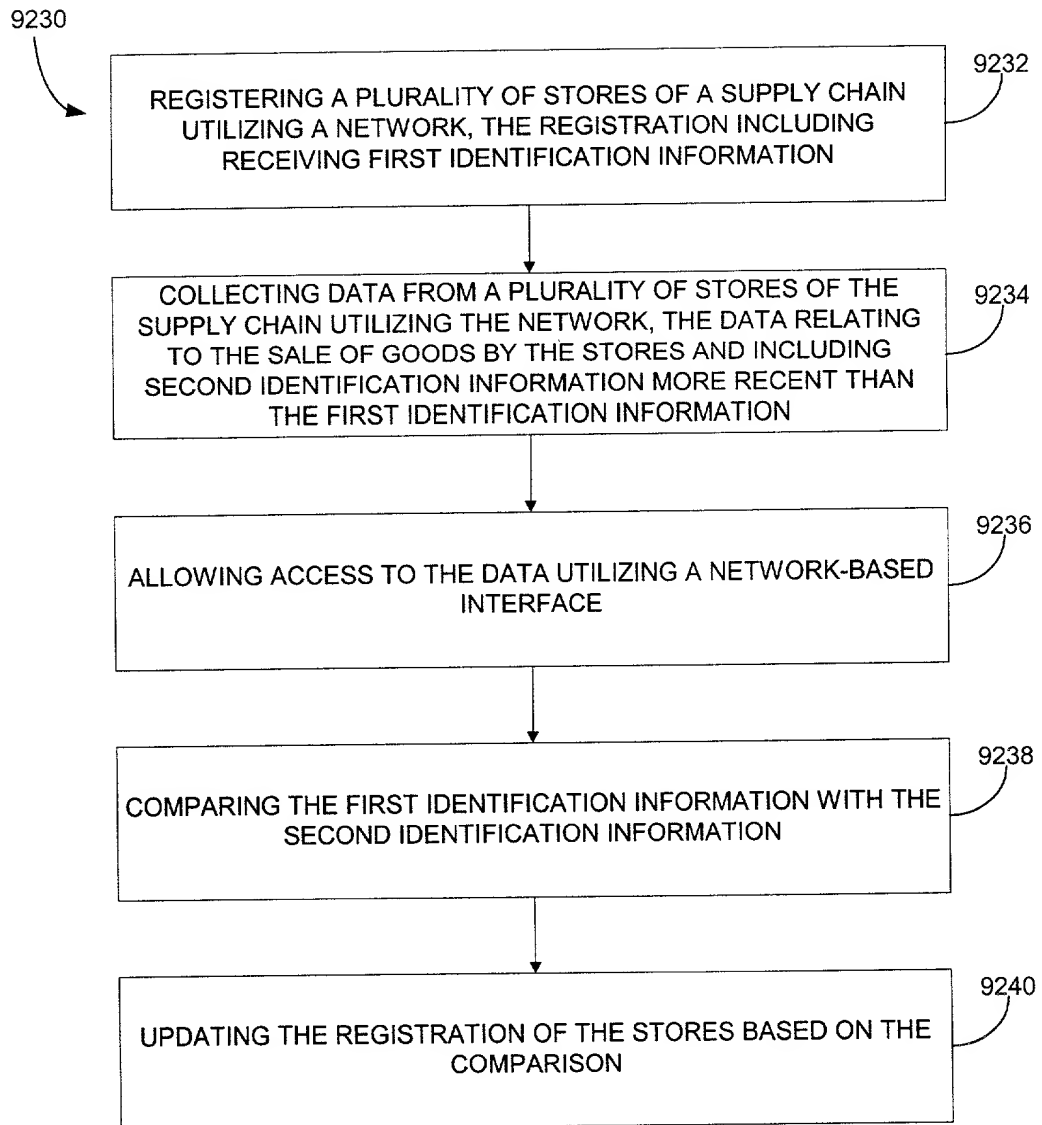 9230
9232
REGISTERING A PLURALITY OF STORES OF A SUPPLY CHAIN
UTILIZING A NETWORK, THE REGISTRATION INCLUDING
RECEIVING FIRST IDENTIFICATION INFORMATION
9234
COLLECTING DATA FROM A PLURALITY OF STORES OF THE
SUPPLY CHAIN UTILIZING THE NETWORK, THE DATA RELATING
TO THE SALE OF GOODS BY THE STORES AND INCLUDING
SECOND IDENTIFICATION INFORMATION MORE RECENT THAN
THE FIRST IDENTIFICATION INFORMATION
9236
ALLOWING ACCESS TO THE DATA UTILIZING A NETWORK-BASED
INTERFACE
9238
COMPARING THE FIRST IDENTIFICATION INFORMATION WITH THE
SECOND IDENTIFICATION INFORMATION
9240
UPDATING THE REGISTRATION OF THE STORES BASED ON THE
COMPARISON